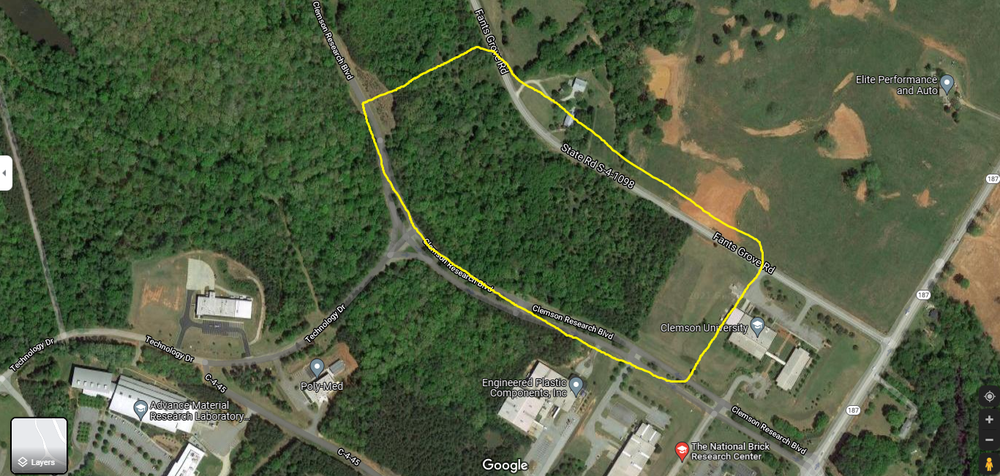 Clemson Research Blvd
Fants Grove Rd
Elite Performance
and Auto
State Rd S-4-1098
187
Fants Grove Rd
187
Clemson Research Blvd
Clemson Research Blvd
Clemson University
Technology Dr
Technology Dr
Technology Dr
Poly-Med
C-4-45
Engineered Plastic
Components, Inc
Advance Material
Research Laboratory...
187
Clemson Research Blvd
The National Brick
Research Center
C-4-45
Layers
Google